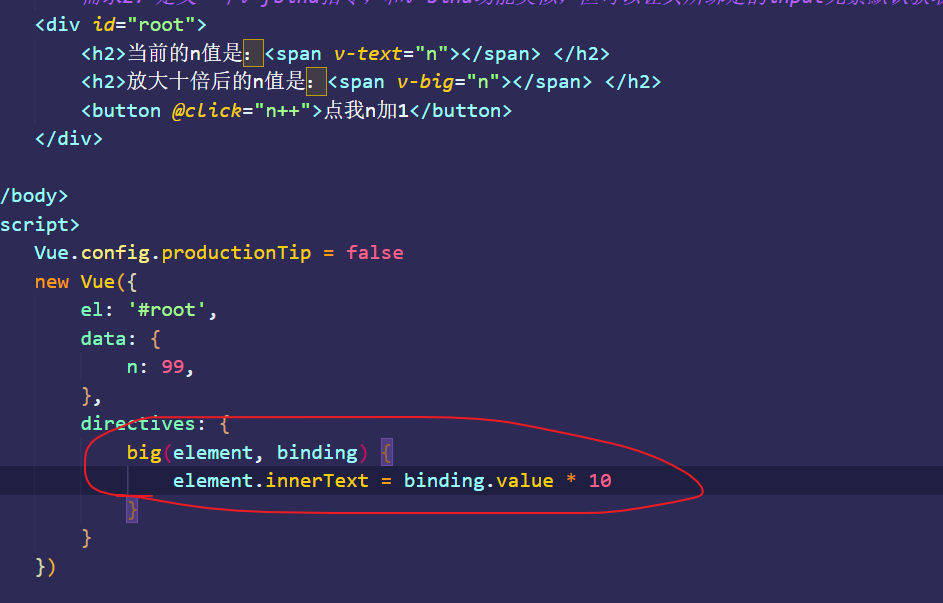 <div id="root">
<h2>当前的n值是：<span v-text="n"></span> </h2>
<h2>放大十倍后的n值是：<span v-big="n"></span> </h2>
<button @click="n++">点我n加1</button>
</div>
/body>
script>
Vue.config.productionTip = false
new Vue({
el: '#root',
data: {
n: 99,
},
directives: {
big(element, binding) {
element.innerText = binding.value * 10
}
}
})